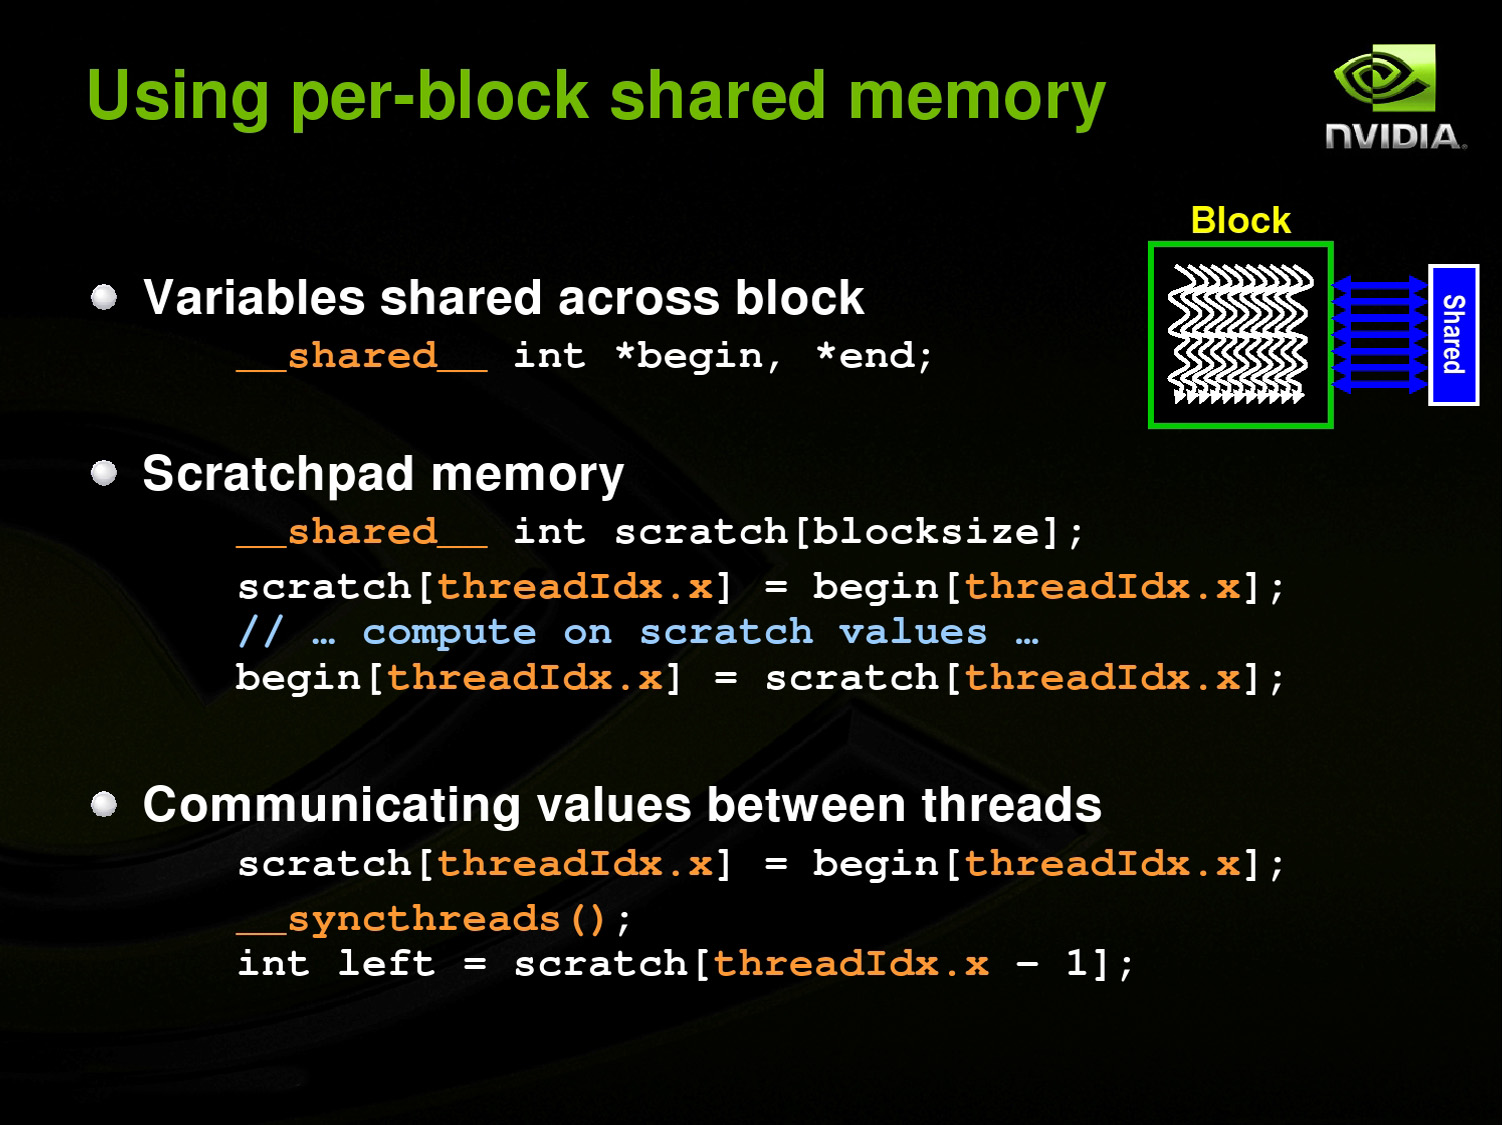 Using per-block shared memory
NVIDIA.
Block
Shared
Variables shared across block
__shared__ int *begin, *end;
Scratchpad memory
__shared__ int scratch[blocksize];
scratch[threadIdx.x] = begin[threadIdx.x];
// … compute on scratch values …
begin[threadIdx.x] = scratch[threadIdx.x];
Communicating values between threads
scratch[threadIdx.x] = begin[threadIdx.x];
__syncthreads();
int left = scratch[threadIdx.x – 1];